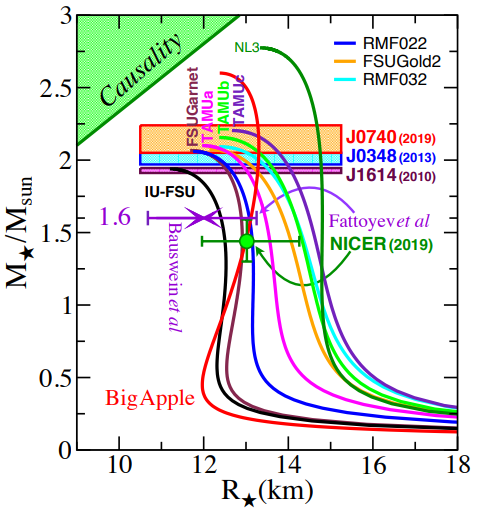 3
2.5
2
1.5
1
0.5
0
M★/Msun
10
12
14
16
18
R★(km)
Causality
NL3
RMF022
FSUGold2
RMF032
FSUGarnet
TAMUa
TAMUb
TAMUc
J0740 (2019)
J0348 (2013)
J1614 (2010)
IU-FSU
1.6
Bauswein et al
Fattoyev et al
NICER (2019)
BigApple